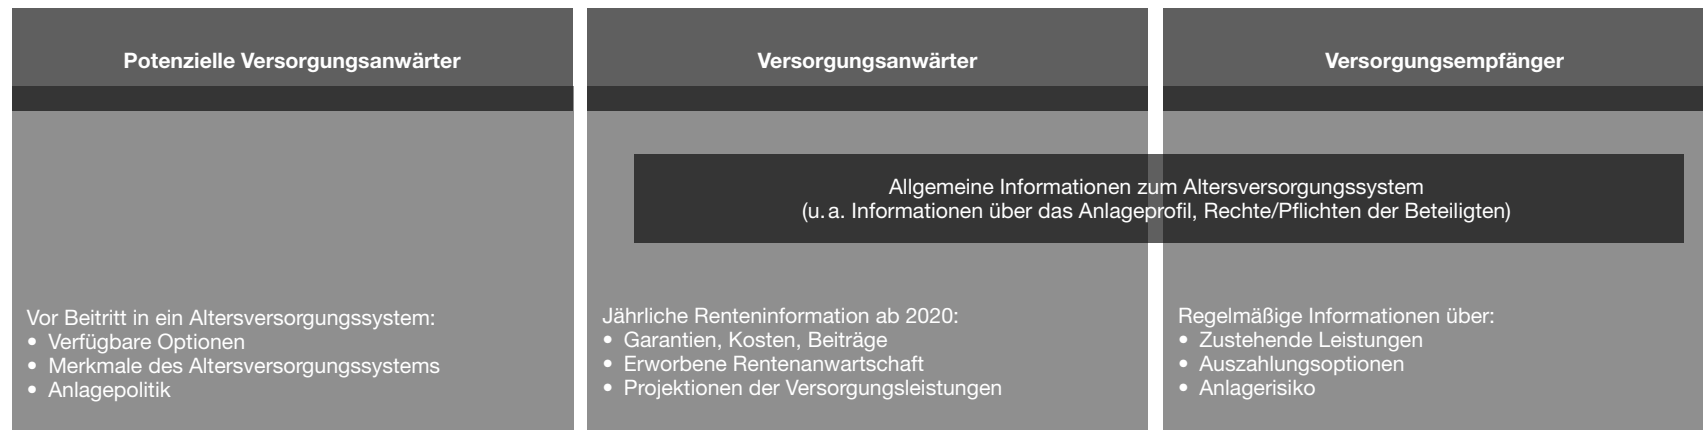 Potenzielle Versorgungsanwärter
Versorgungsanwärter
Versorgungsempfänger
Allgemeine Informationen zum Altersversorgungssystem
(u. a. Informationen über das Anlageprofil, Rechte/Pflichten der Beteiligten)
Vor Beitritt in ein Altersversorgungssystem:
• Verfügbare Optionen
• Merkmale des Altersversorgungssystems
• Anlagepolitik
Jährliche Renteninformation ab 2020:
• Garantien, Kosten, Beiträge
• Erworbene Rentenanwartschaft
• Projektionen der Versorgungsleistungen
Regelmäßige Informationen über:
• Zustehende Leistungen
• Auszahlungsoptionen
• Anlagerisiko